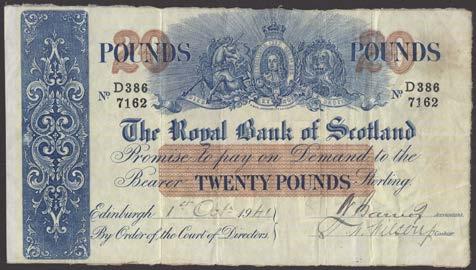 20 POUNDS POUNDS 20
Nº D386 7162 Nº D386 7162
The Royal Bank of Scotland
Promise to pay on Demand to the
Bearer TWENTY POUNDS Sterling.
Edinburgh 1st Oct. 1941
By Order of the Court of Directors.